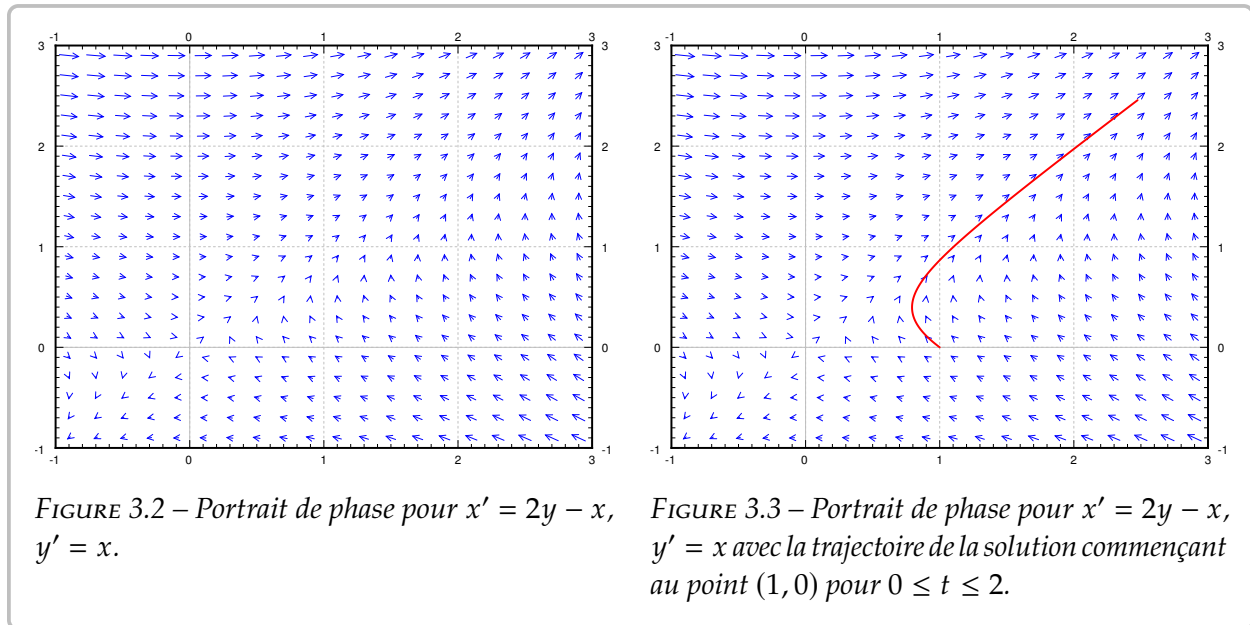 -1 0 1 2 3
3 3
2 2
1 1
0 0
-1 -1
-1 0 1 2 3
FIGURE 3.2 – Portrait de phase pour x′ = 2y − x,
y′ = x.
-1 0 1 2 3
3 3
2 2
1 1
0 0
-1 -1
-1 0 1 2 3
FIGURE 3.3 – Portrait de phase pour x′ = 2y − x,
y′ = x avec la trajectoire de la solution commençant
au point (1, 0) pour 0 ≤ t ≤ 2.